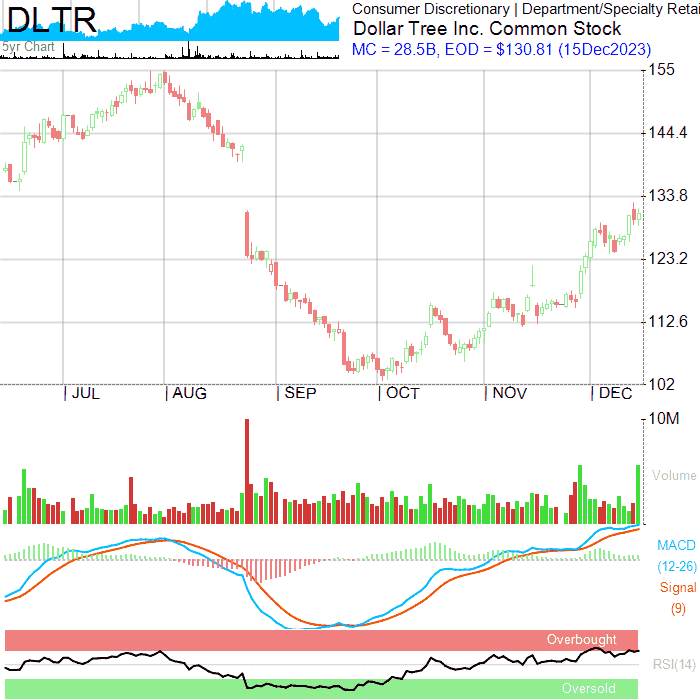 DLTR
Consumer Discretionary | Department/Specialty Retai
Dollar Tree Inc. Common Stock
MC = 28.5B, EOD = $130.81 (15Dec2023)
5yr Chart
155
144.4
133.8
123.2
112.6
102
JUL AUG SEP OCT NOV DEC
10M
Volume
MACD
(12-26)
Signal
(9)
Overbought
RSI(14)
Oversold